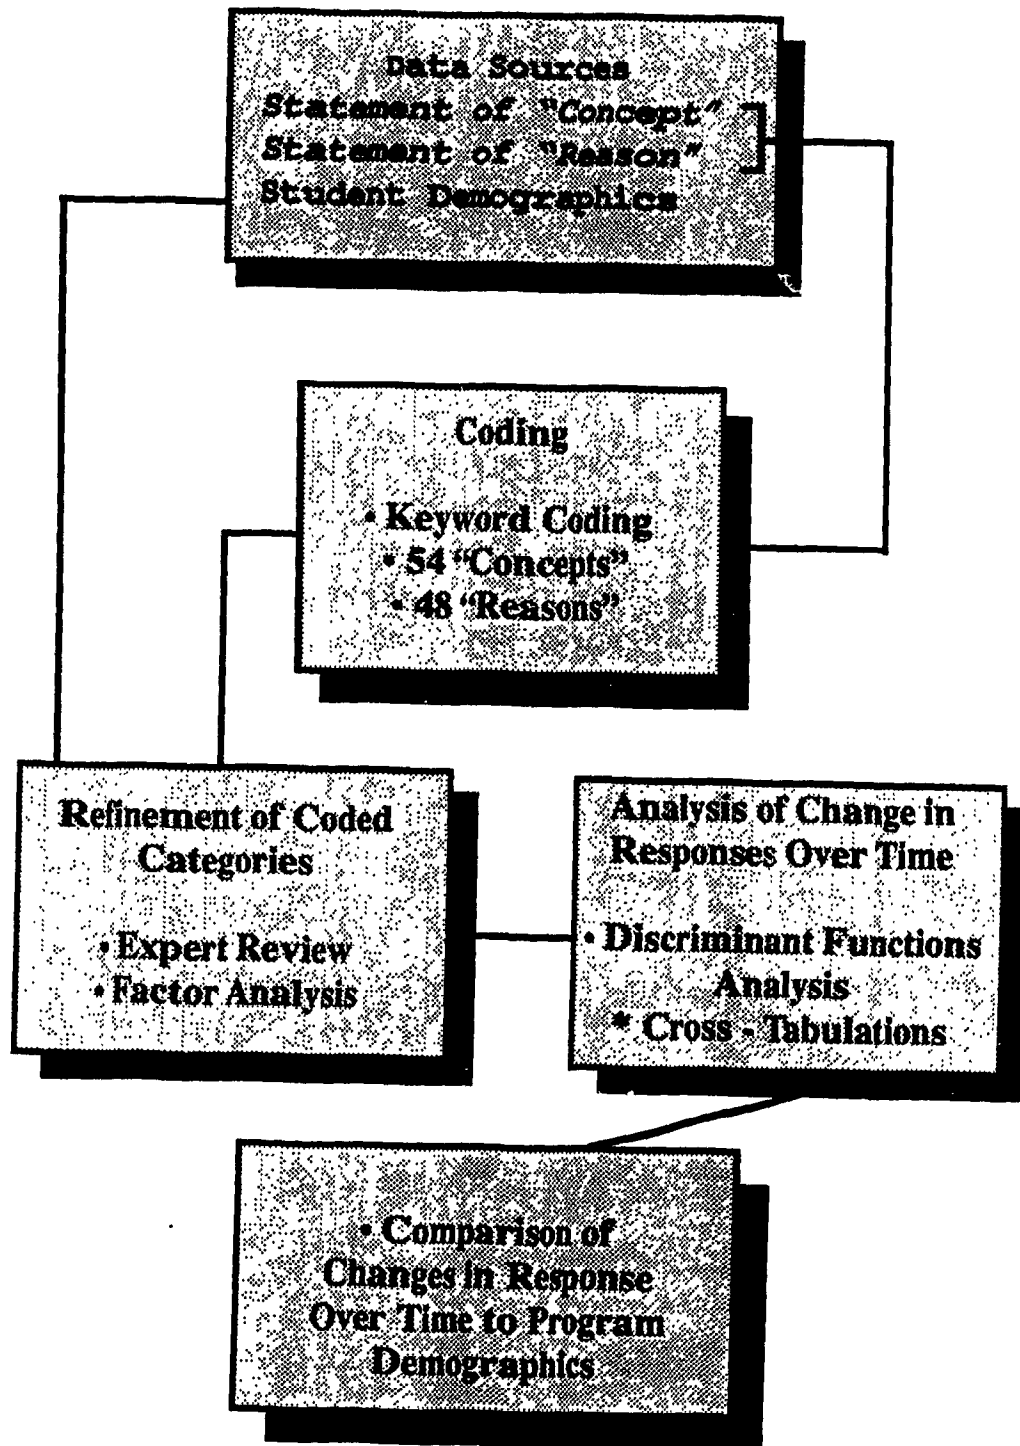 Data Sources
Statement of "Concept"
Statement of "Reason"
Student Demographics
Coding
• Keyword Coding
• 54 “Concepts”
• 48 “Reasons”
Refinement of Coded
Categories
• Expert Review
• Factor Analysis
Analysis of Change in
Responses Over Time
• Discriminant Functions
Analysis
* Cross - Tabulations
• Comparison of
Changes in Response
Over Time to Program
Demographics